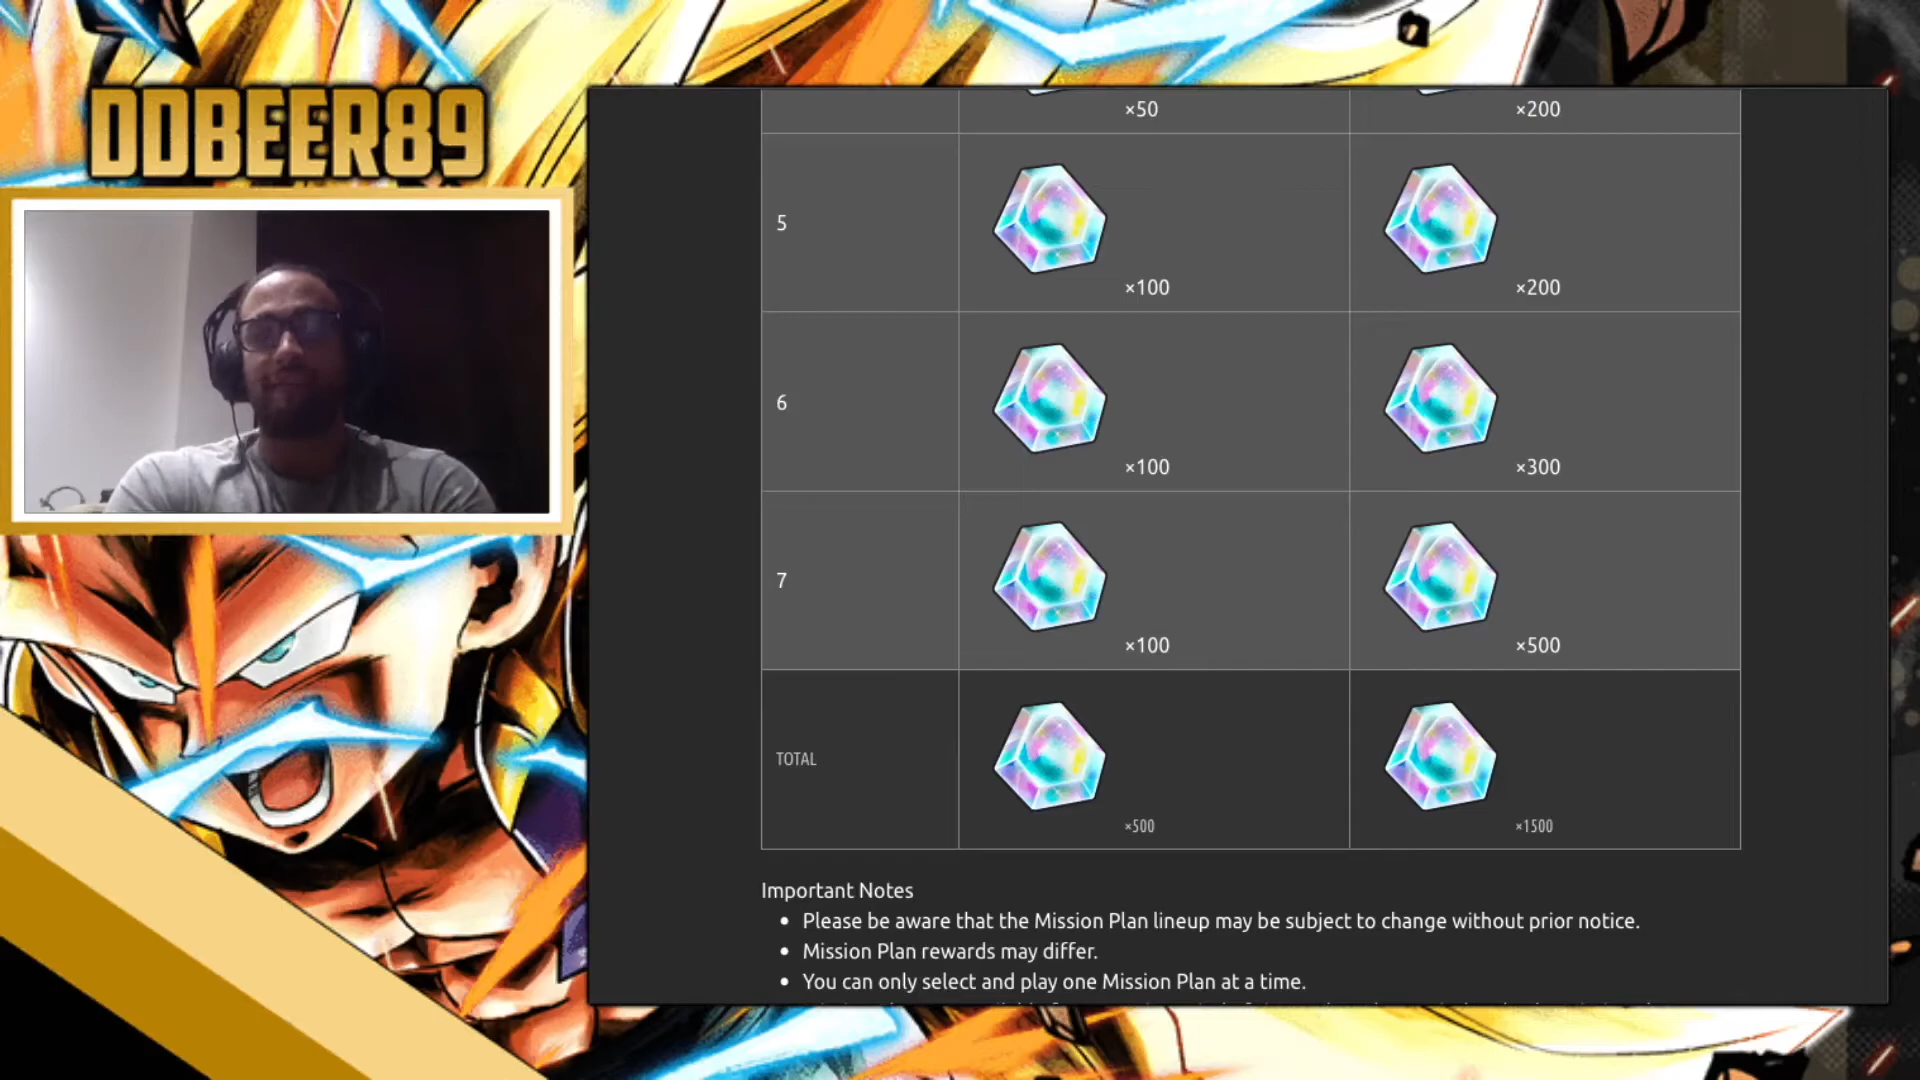 DDBEER89
×50 ×200
5
×100 ×200
6
×100 ×300
7
×100 ×500
TOTAL
×500 ×1500
Important Notes
• Please be aware that the Mission Plan lineup may be subject to change without prior notice.
• Mission Plan rewards may differ.
• You can only select and play one Mission Plan at a time.